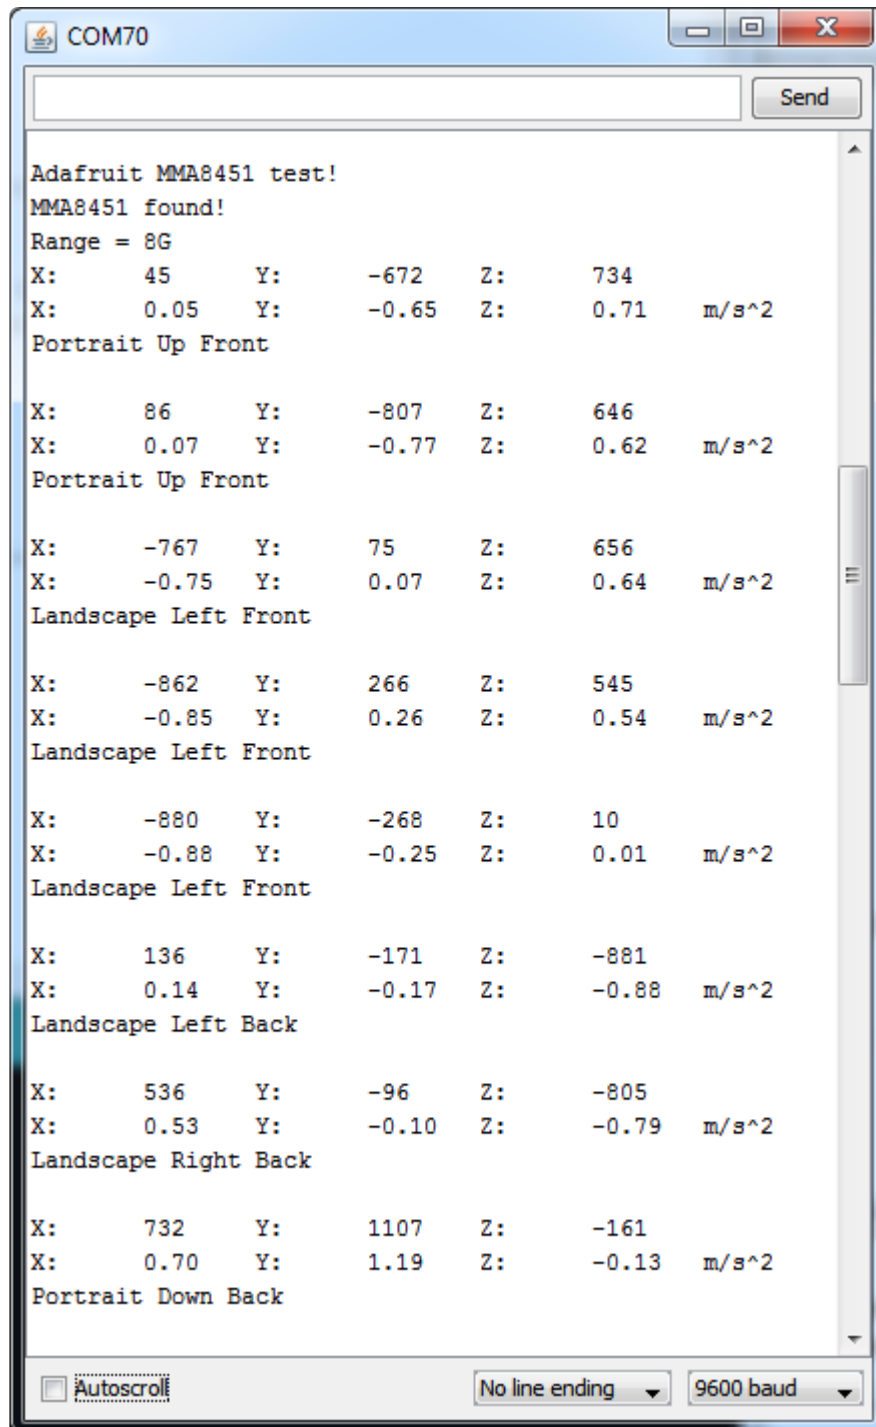 COM70
Send
Adafruit MMA8451 test!
MMA8451 found!
Range = 8G
X: 45 Y: -672 Z: 734
X: 0.05 Y: -0.65 Z: 0.71 m/s^2
Portrait Up Front
X: 86 Y: -807 Z: 646
X: 0.07 Y: -0.77 Z: 0.62 m/s^2
Portrait Up Front
X: -767 Y: 75 Z: 656
X: -0.75 Y: 0.07 Z: 0.64 m/s^2
Landscape Left Front
X: -862 Y: 266 Z: 545
X: -0.85 Y: 0.26 Z: 0.54 m/s^2
Landscape Left Front
X: -880 Y: -268 Z: 10
X: -0.88 Y: -0.25 Z: 0.01 m/s^2
Landscape Left Front
X: 136 Y: -171 Z: -881
X: 0.14 Y: -0.17 Z: -0.88 m/s^2
Landscape Left Back
X: 536 Y: -96 Z: -805
X: 0.53 Y: -0.10 Z: -0.79 m/s^2
Landscape Right Back
X: 732 Y: 1107 Z: -161
X: 0.70 Y: 1.19 Z: -0.13 m/s^2
Portrait Down Back
Autoscroll No line ending 9600 baud